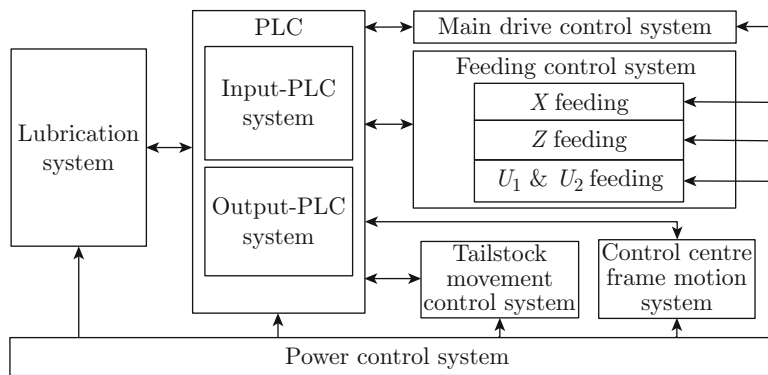 PLC
Main drive control system
Lubrication
system
Input-PLC
system
Output-PLC
system
Feeding control system
X feeding
Z feeding
U₁ & U₂ feeding
Tailstock
movement
control system
Control centre
frame motion
system
Power control system